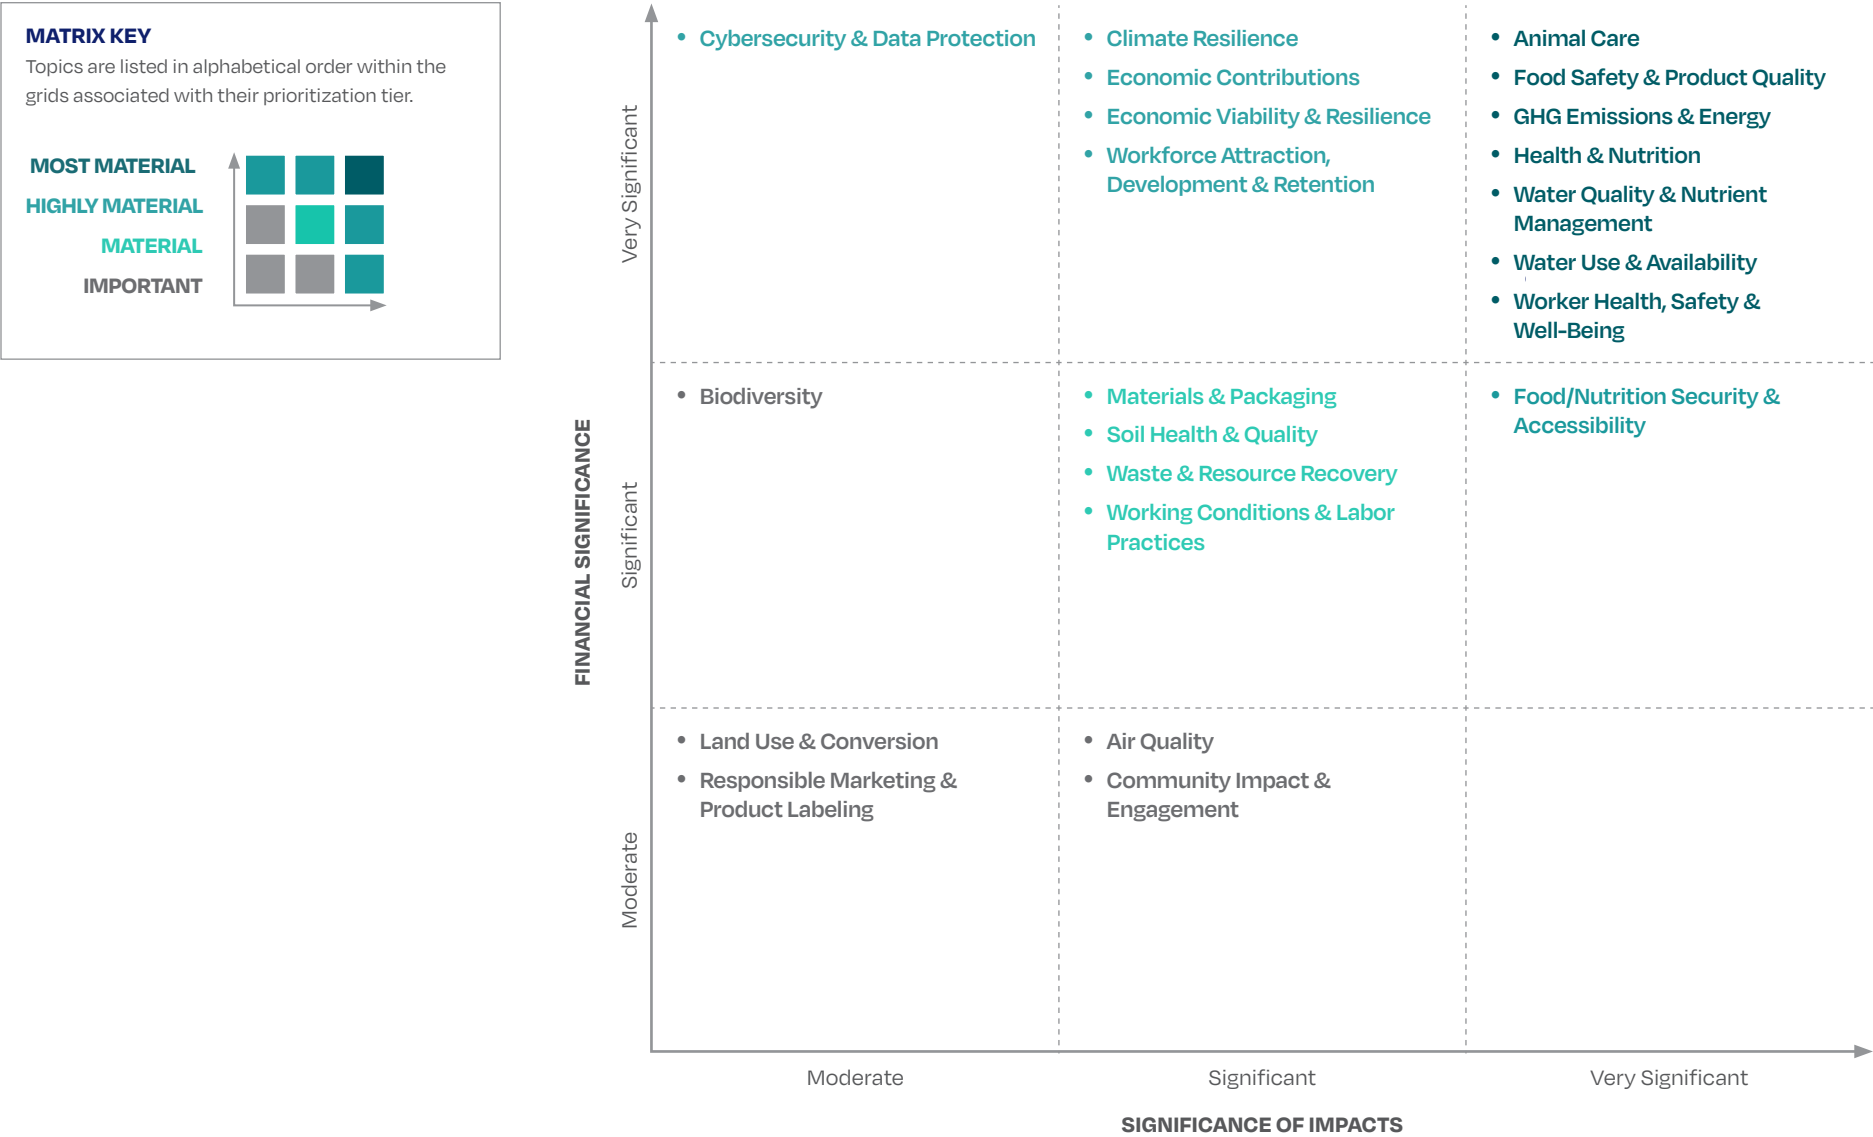 MATRIX KEY
Topics are listed in alphabetical order within the
grids associated with their prioritization tier.
MOST MATERIAL
HIGHLY MATERIAL
MATERIAL
IMPORTANT
FINANCIAL SIGNIFICANCE
Very Significant
• Cybersecurity & Data Protection
• Climate Resilience
• Economic Contributions
• Economic Viability & Resilience
• Workforce Attraction,
Development & Retention
• Animal Care
• Food Safety & Product Quality
• GHG Emissions & Energy
• Health & Nutrition
• Water Quality & Nutrient
Management
• Water Use & Availability
• Worker Health, Safety &
Well-Being
Significant
• Biodiversity
• Materials & Packaging
• Soil Health & Quality
• Waste & Resource Recovery
• Working Conditions & Labor
Practices
• Food/Nutrition Security &
Accessibility
Moderate
• Land Use & Conversion
• Responsible Marketing &
Product Labeling
• Air Quality
• Community Impact &
Engagement
Moderate
Significant
Very Significant
SIGNIFICANCE OF IMPACTS